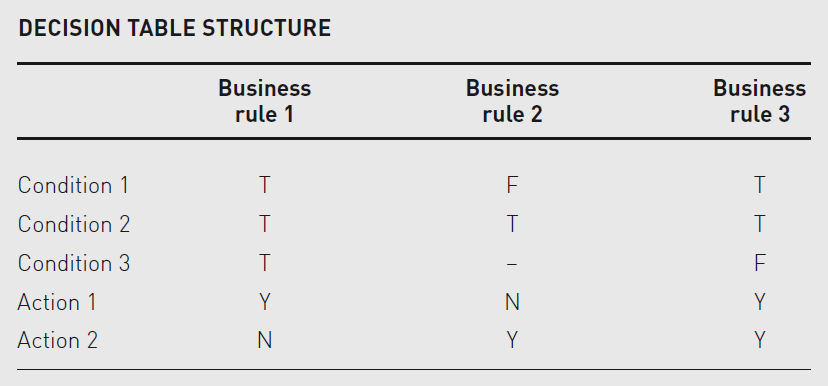 DECISION TABLE STRUCTURE
Business Business Business
rule 1 rule 2 rule 3
Condition 1 T F T
Condition 2 T T T
Condition 3 T – F
Action 1 Y N Y
Action 2 N Y Y